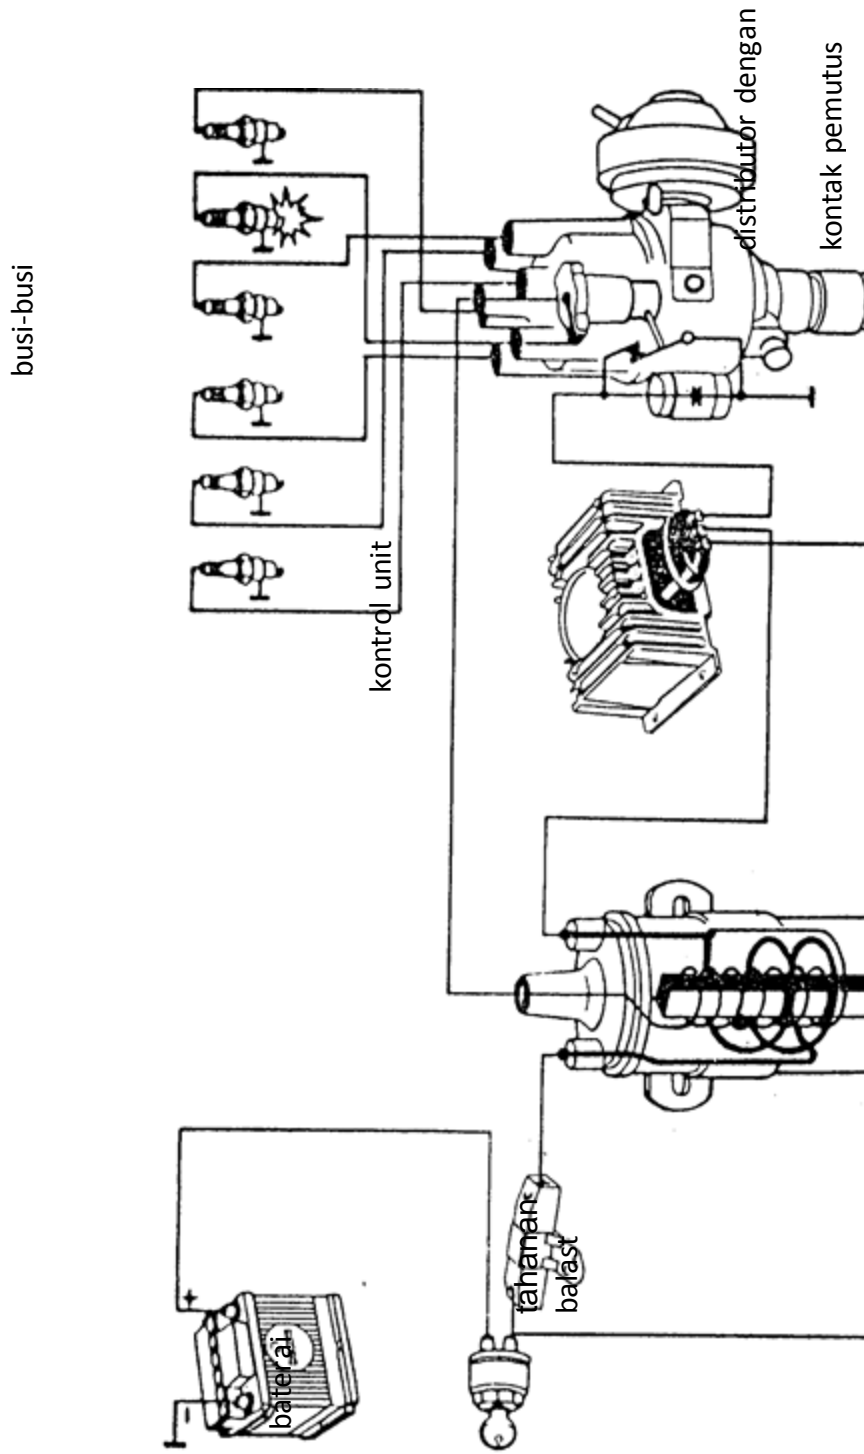 busi-busi
distributor dengan
kontak pemutus
kontrol unit
tahanan
balast
baterai
+
-